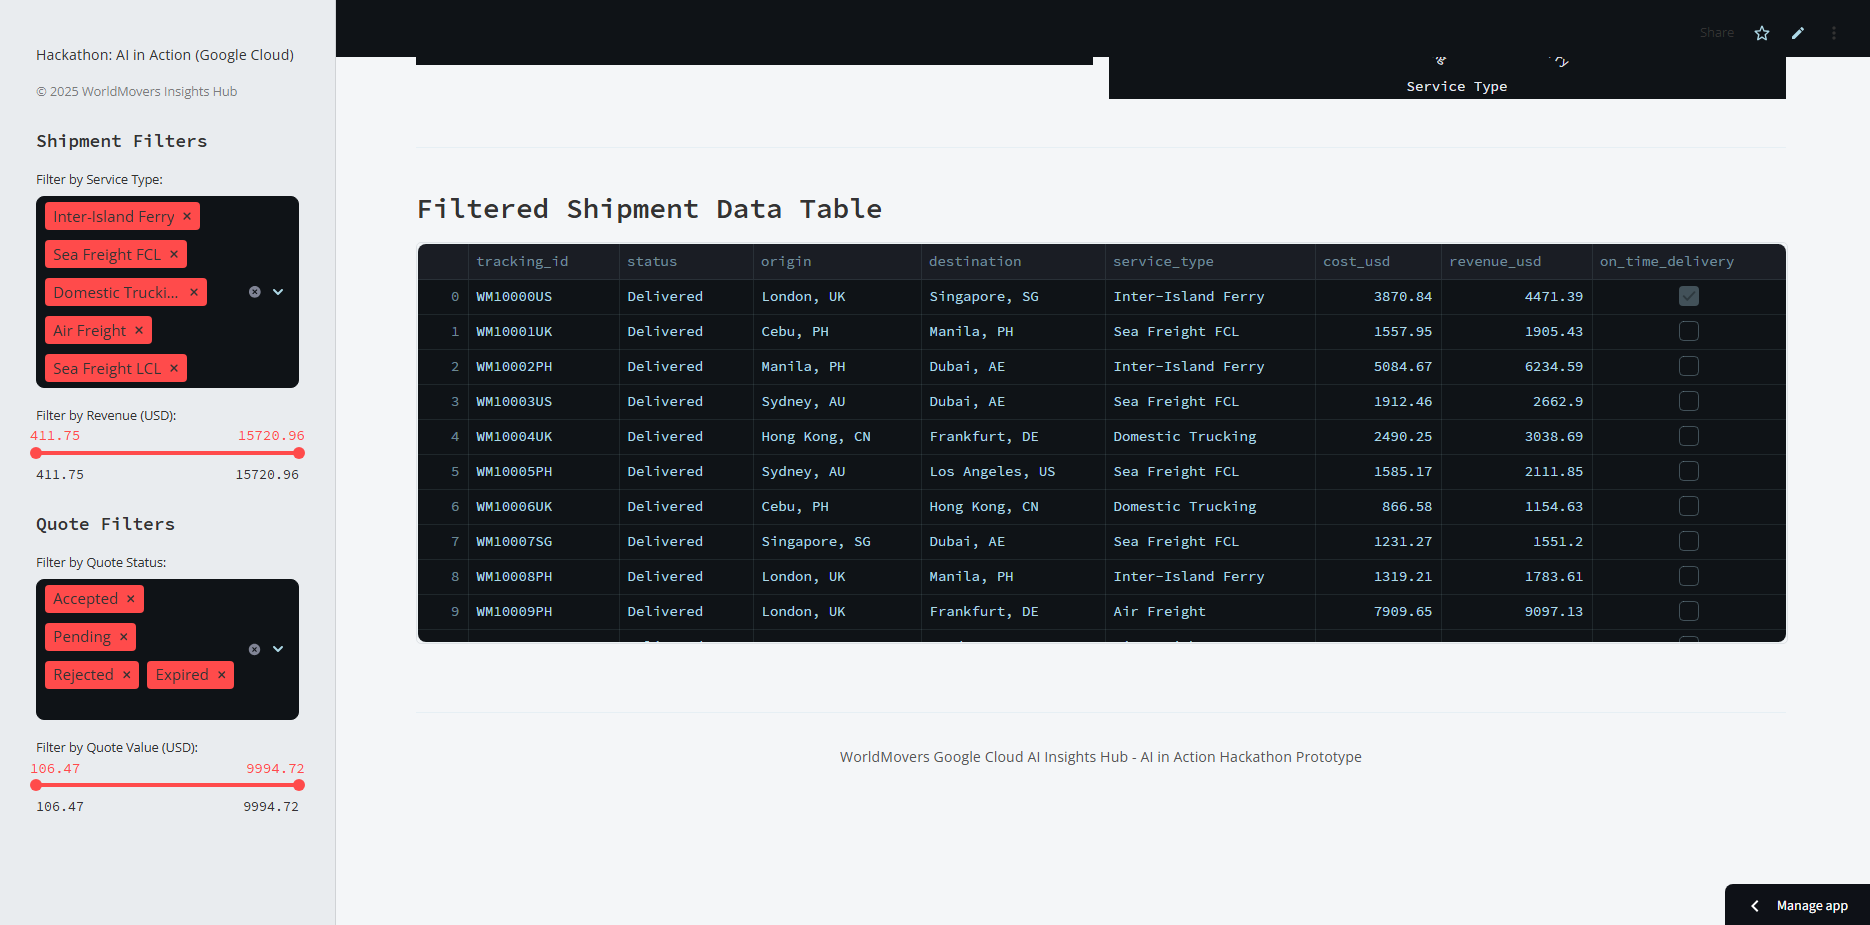 Hackathon: AI in Action (Google Cloud)
© 2025 WorldMovers Insights Hub
Shipment Filters
Filter by Service Type:
Inter-Island Ferry ×
Sea Freight FCL ×
Domestic Trucki... ×
Air Freight ×
Sea Freight LCL ×
Filter by Revenue (USD):
411.75 15720.96
411.75 15720.96
Quote Filters
Filter by Quote Status:
Accepted ×
Pending ×
Rejected × Expired ×
Filter by Quote Value (USD):
106.47 9994.72
106.47 9994.72
Share
Service Type
Filtered Shipment Data Table
tracking_id status origin destination service_type cost_usd revenue_usd on_time_delivery
0 WM10000US Delivered London, UK Singapore, SG Inter-Island Ferry 3870.84 4471.39
1 WM10001UK Delivered Cebu, PH Manila, PH Sea Freight FCL 1557.95 1905.43
2 WM10002PH Delivered Manila, PH Dubai, AE Inter-Island Ferry 5084.67 6234.59
3 WM10003US Delivered Sydney, AU Dubai, AE Sea Freight FCL 1912.46 2662.9
4 WM10004UK Delivered Hong Kong, CN Frankfurt, DE Domestic Trucking 2490.25 3038.69
5 WM10005PH Delivered Sydney, AU Los Angeles, US Sea Freight FCL 1585.17 2111.85
6 WM10006UK Delivered Cebu, PH Hong Kong, CN Domestic Trucking 866.58 1154.63
7 WM10007SG Delivered Singapore, SG Dubai, AE Sea Freight FCL 1231.27 1551.2
8 WM10008PH Delivered London, UK Manila, PH Inter-Island Ferry 1319.21 1783.61
9 WM10009PH Delivered London, UK Frankfurt, DE Air Freight 7909.65 9097.13
WorldMovers Google Cloud AI Insights Hub - AI in Action Hackathon Prototype
Manage app